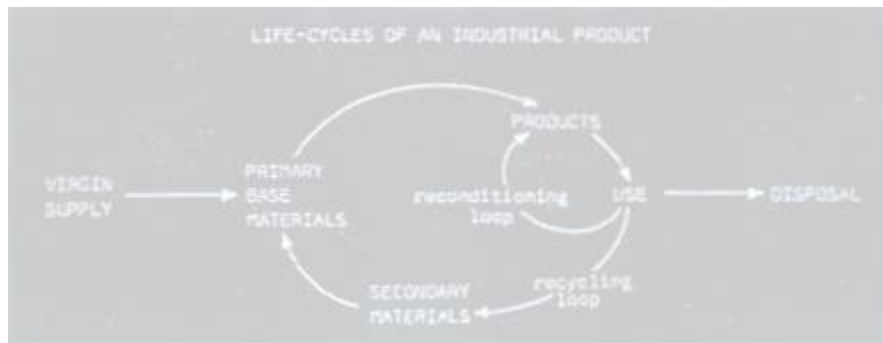 LIFE-CYCLES OF AN INDUSTRIAL PRODUCT
PRODUCTS
PRIMARY
BASE
MATERIALS
VIRGIN
SUPPLY
reconditioning
loop
USE
DISPOSAL
recycling
loop
SECONDARY
MATERIALS